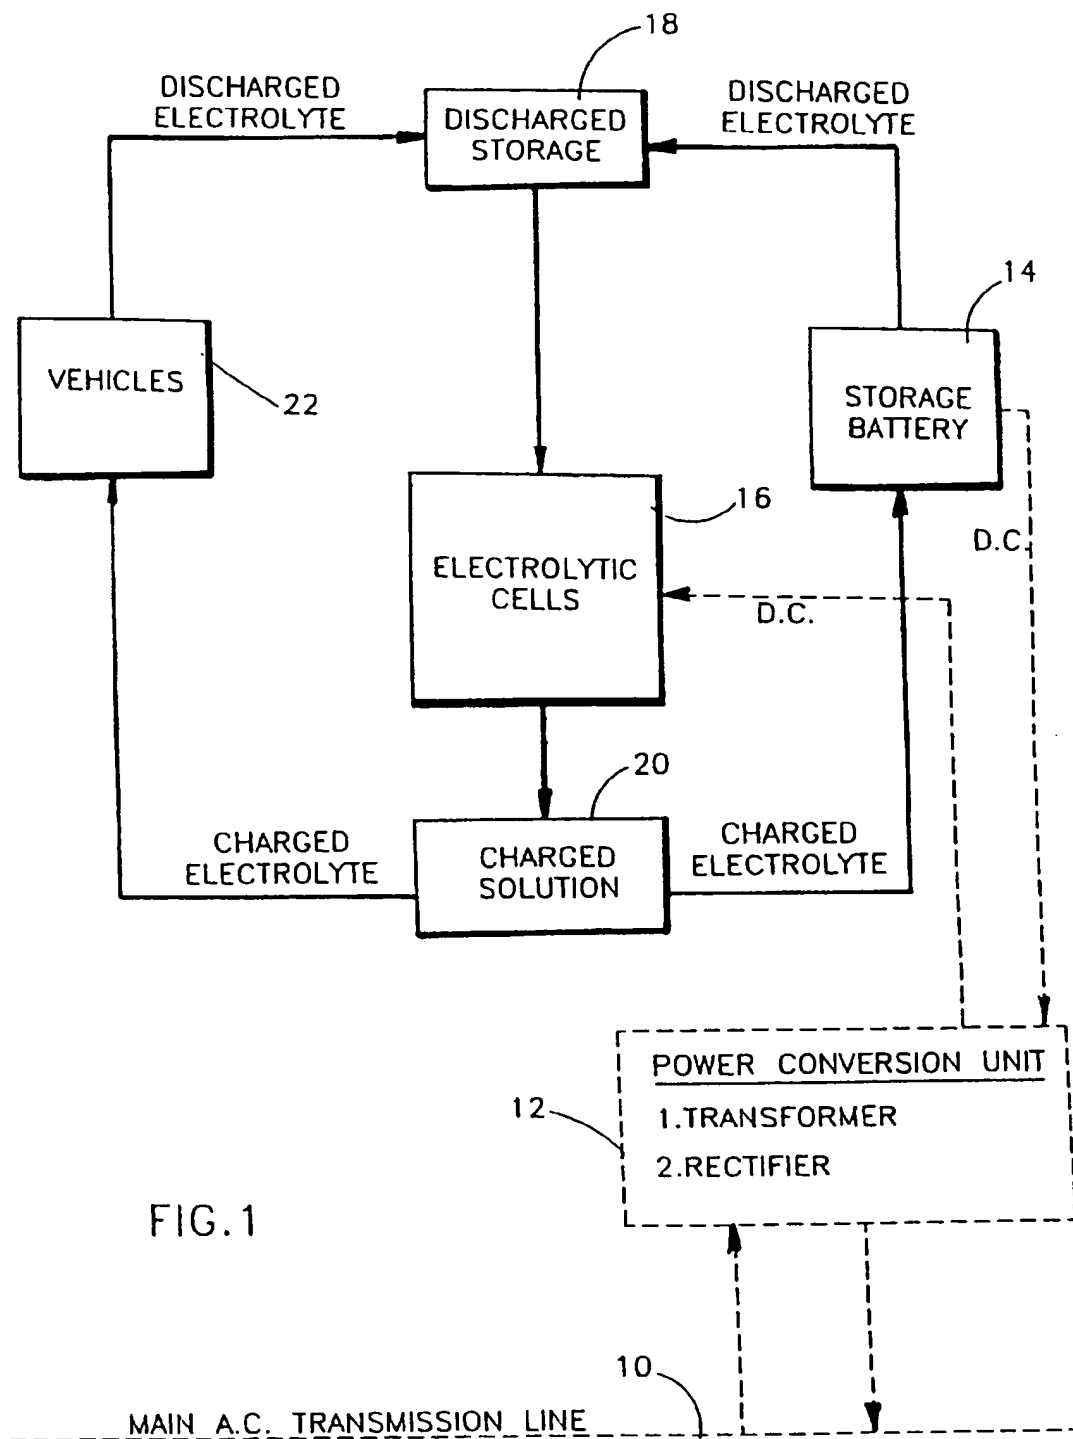 18
DISCHARGED
ELECTROLYTE
DISCHARGED
STORAGE
DISCHARGED
ELECTROLYTE
14
VEHICLES
22
STORAGE
BATTERY
16
D.C.
ELECTROLYTIC
CELLS
D.C.
20
CHARGED
ELECTROLYTE
CHARGED
SOLUTION
CHARGED
ELECTROLYTE
POWER CONVERSION UNIT
12
1.TRANSFORMER
2.RECTIFIER
FIG.1
10
MAIN A.C. TRANSMISSION LINE